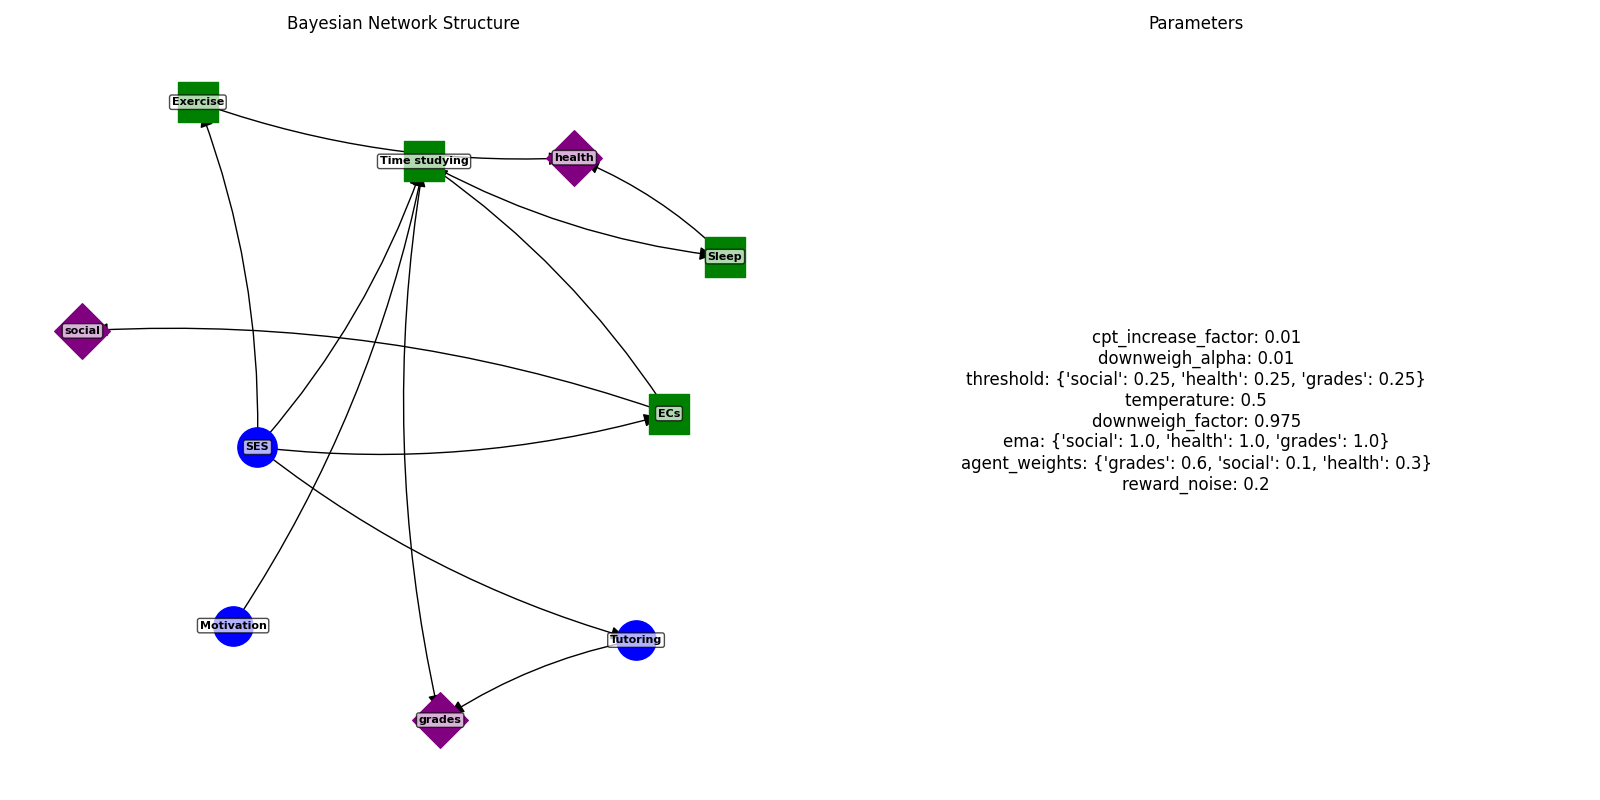 Bayesian Network Structure
Parameters
Exercise
Time studying
health
Sleep
social
ECs
SES
Motivation
Tutoring
grades
cpt_increase_factor: 0.01
downweigh_alpha: 0.01
threshold: {'social': 0.25, 'health': 0.25, 'grades': 0.25}
temperature: 0.5
downweigh_factor: 0.975
ema: {'social': 1.0, 'health': 1.0, 'grades': 1.0}
agent_weights: {'grades': 0.6, 'social': 0.1, 'health': 0.3}
reward_noise: 0.2